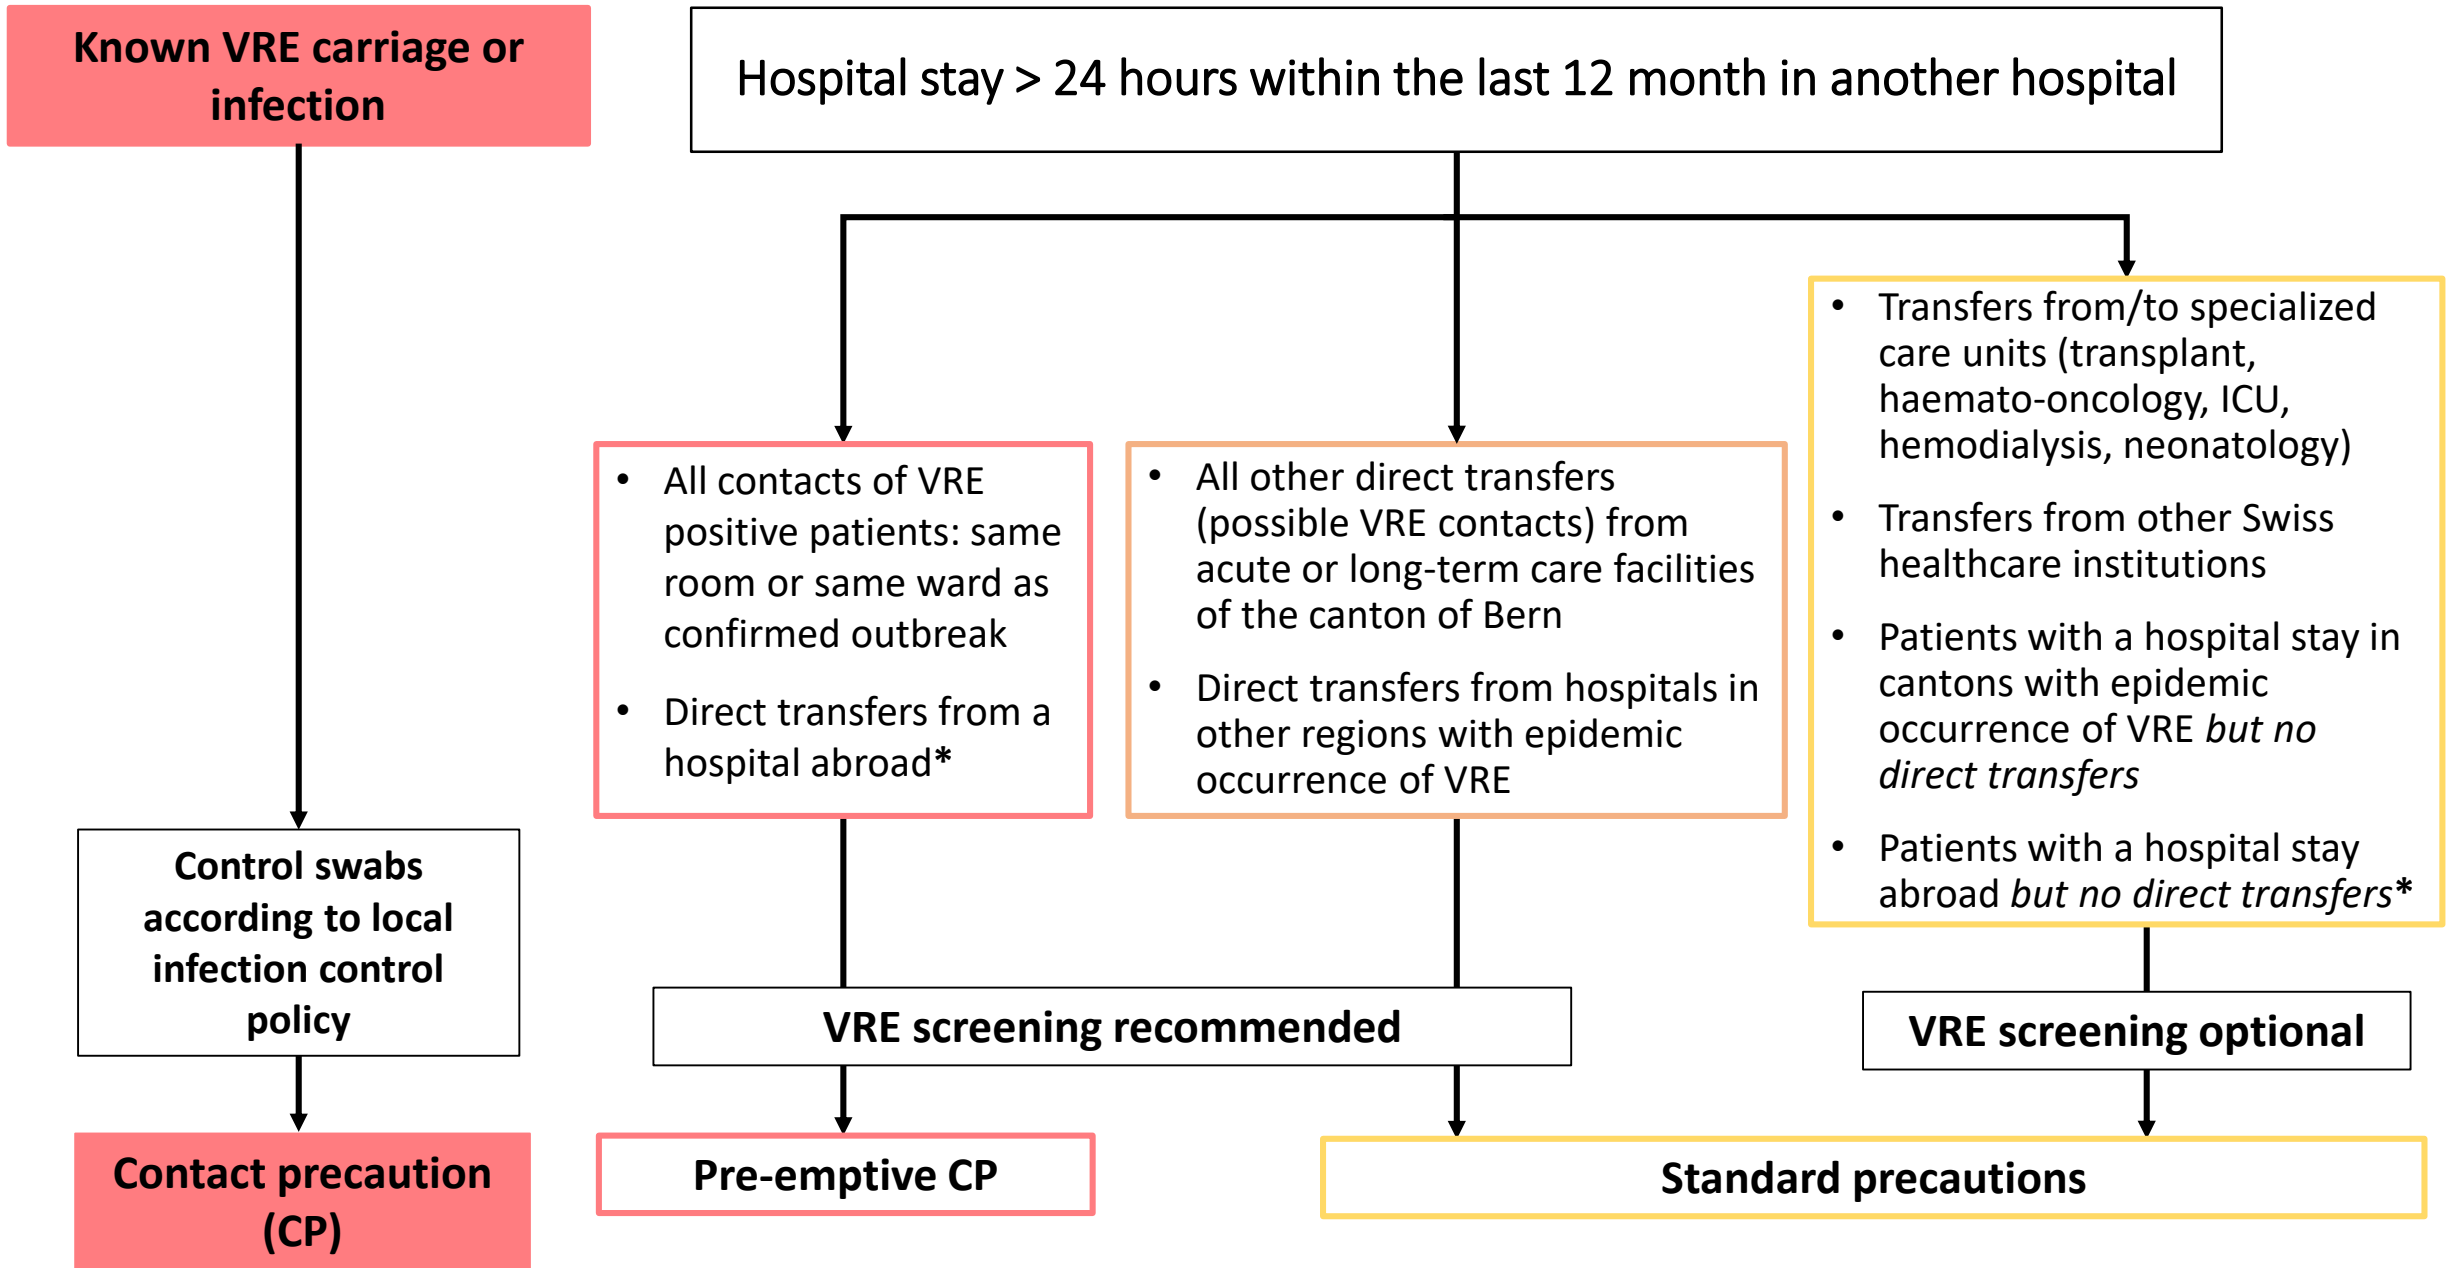 Known VRE carriage or
infection
Hospital stay > 24 hours within the last 12 month in another hospital
• All contacts of VRE
positive patients: same
room or same ward as
confirmed outbreak
• Direct transfers from a
hospital abroad*
• All other direct transfers
(possible VRE contacts) from
acute or long-term care facilities
of the canton of Bern
• Direct transfers from hospitals in
other regions with epidemic
occurrence of VRE
• Transfers from/to specialized
care units (transplant,
haemato-oncology, ICU,
hemodialysis, neonatology)
• Transfers from other Swiss
healthcare institutions
• Patients with a hospital stay in
cantons with epidemic
occurrence of VRE but no
direct transfers
• Patients with a hospital stay
abroad but no direct transfers*
Control swabs
according to local
infection control
policy
VRE screening recommended
VRE screening optional
Contact precaution
(CP)
Pre-emptive CP
Standard precautions